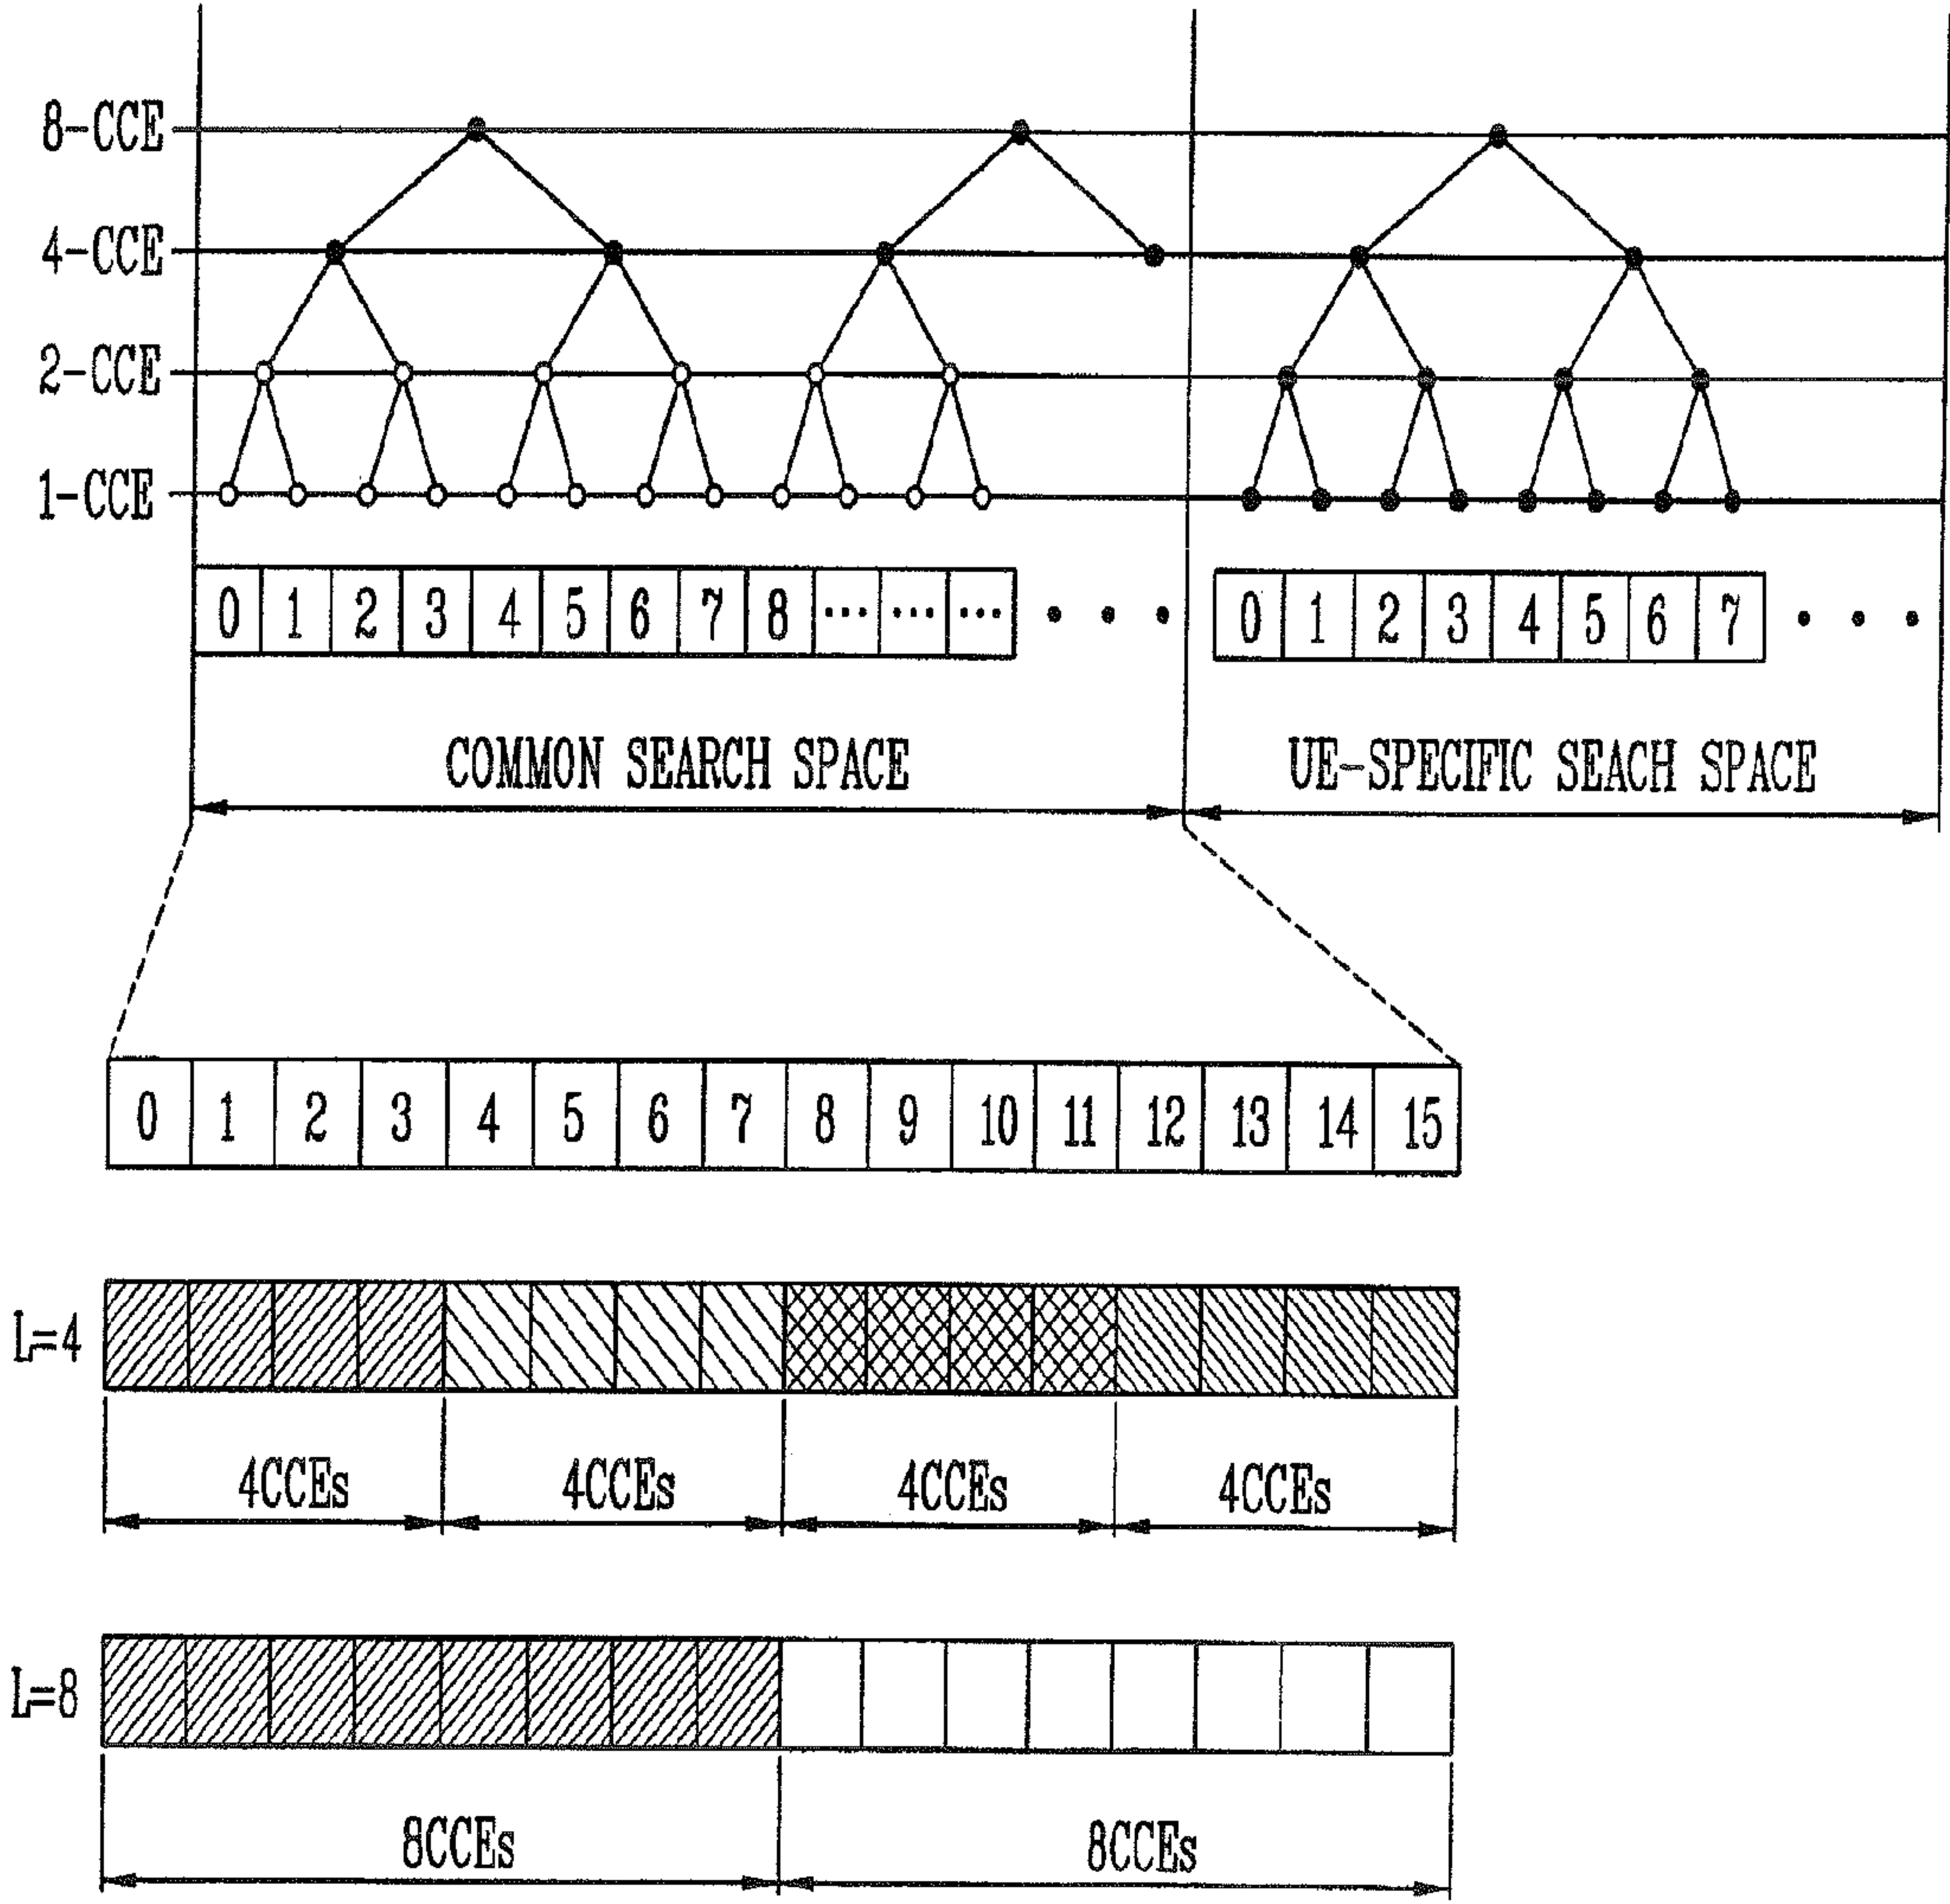 8-CCE
4-CCE
2-CCE
1-CCE
0 1 2 3 4 5 6 7 8 ... ... ... • • • 0 1 2 3 4 5 6 7 • • •
COMMON SEARCH SPACE UE-SPECIFIC SEACH SPACE
0 1 2 3 4 5 6 7 8 9 10 11 12 13 14 15
L=4
4CCEs 4CCEs 4CCEs 4CCEs
L=8
8CCEs 8CCEs